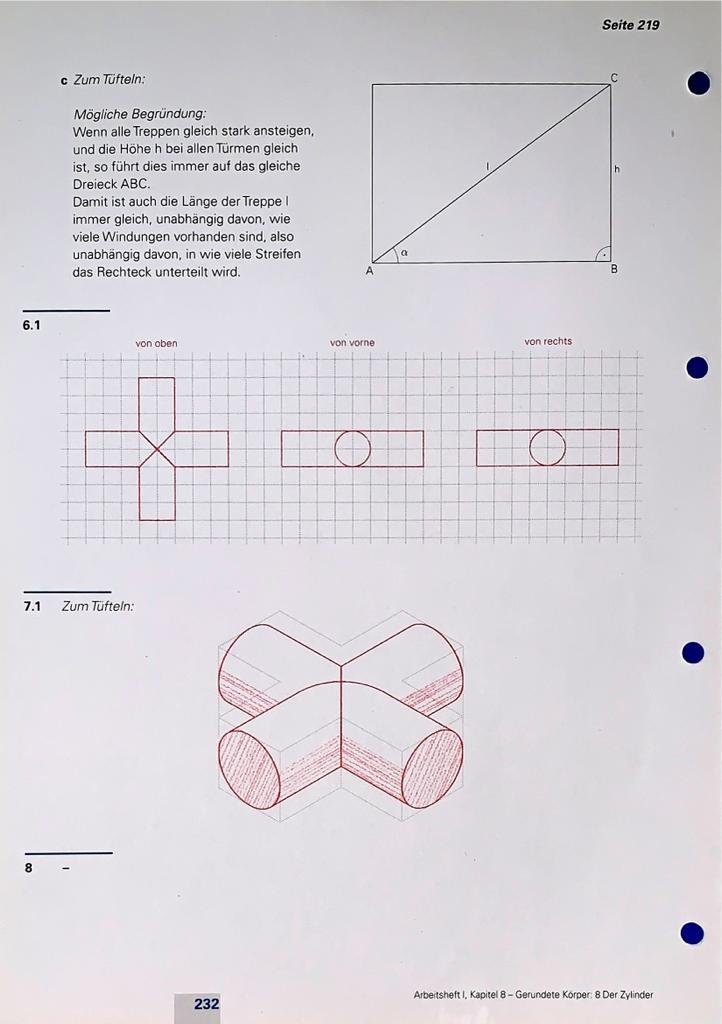 Seite 219
c Zum Tüfteln:
Mögliche Begründung:
Wenn alle Treppen gleich stark ansteigen,
und die Höhe h bei allen Türmen gleich
ist, so führt dies immer auf das gleiche
Dreieck ABC.
Damit ist auch die Länge der Treppe l
immer gleich, unabhängig davon, wie
viele Windungen vorhanden sind, also
unabhängig davon, in wie viele Streifen
das Rechteck unterteilt wird.
C
l
h
α
A
B
6.1
von oben
von vorne
von rechts
7.1 Zum Tüfteln:
8 –
232
Arbeitsheft I, Kapitel 8 – Gerundete Körper: 8 Der Zylinder